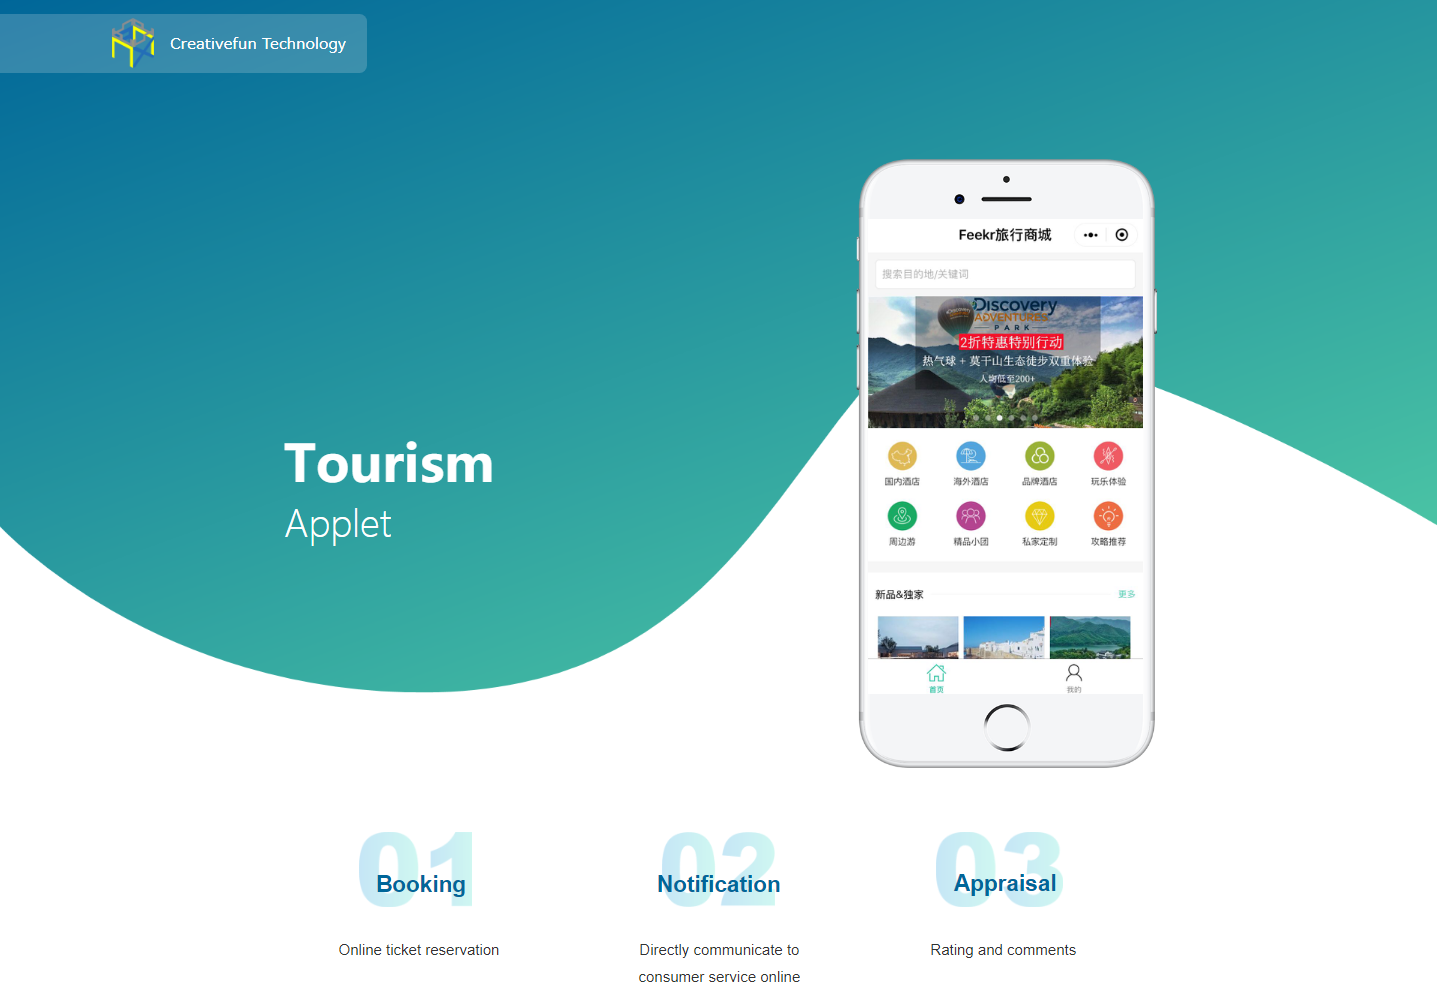 Creativefun Technology
Feekr旅行商城
搜索目的地/关键词
Discovery
ADVENTURES
PARK
2折特惠特别行动
热气球 + 莫干山生态徒步双重体验
人均低至200+
国内酒店 海外酒店 品牌酒店 玩乐体验
周边游 精品小团 私家定制 攻略推荐
新品&独家 更多
首页 我的
Tourism
Applet
01 02 03
Booking Notification Appraisal
Online ticket reservation
Directly communicate to
consumer service online
Rating and comments